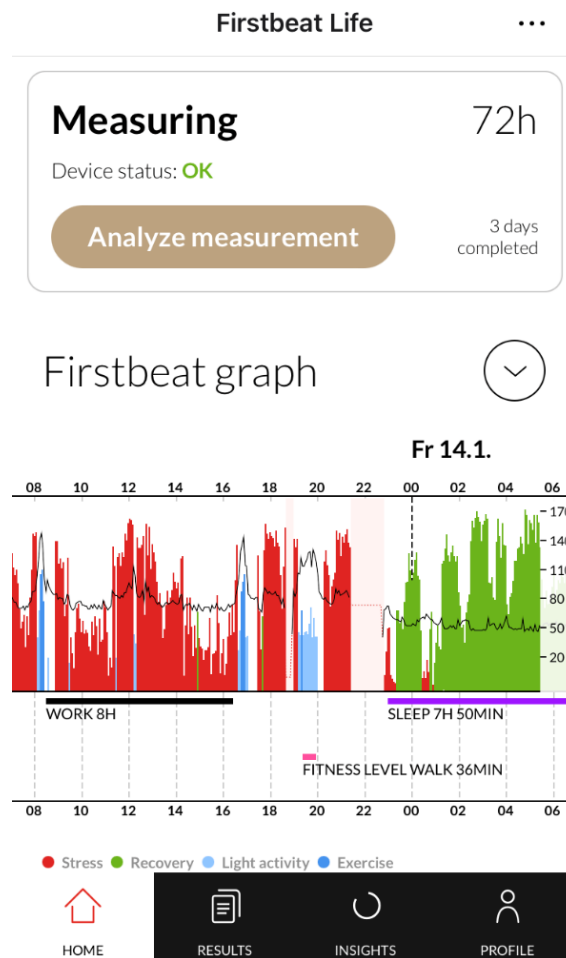 Firstbeat Life
Measuring 72h
Device status: OK
Analyze measurement
3 days
completed
Firstbeat graph
Fr 14.1.
08 10 12 14 16 18 20 22 00 02 04 06
170
140
110
80
50
20
WORK 8H
SLEEP 7H 50MIN
FITNESS LEVEL WALK 36MIN
08 10 12 14 16 18 20 22 00 02 04 06
Stress Recovery Light activity Exercise
HOME RESULTS INSIGHTS PROFILE